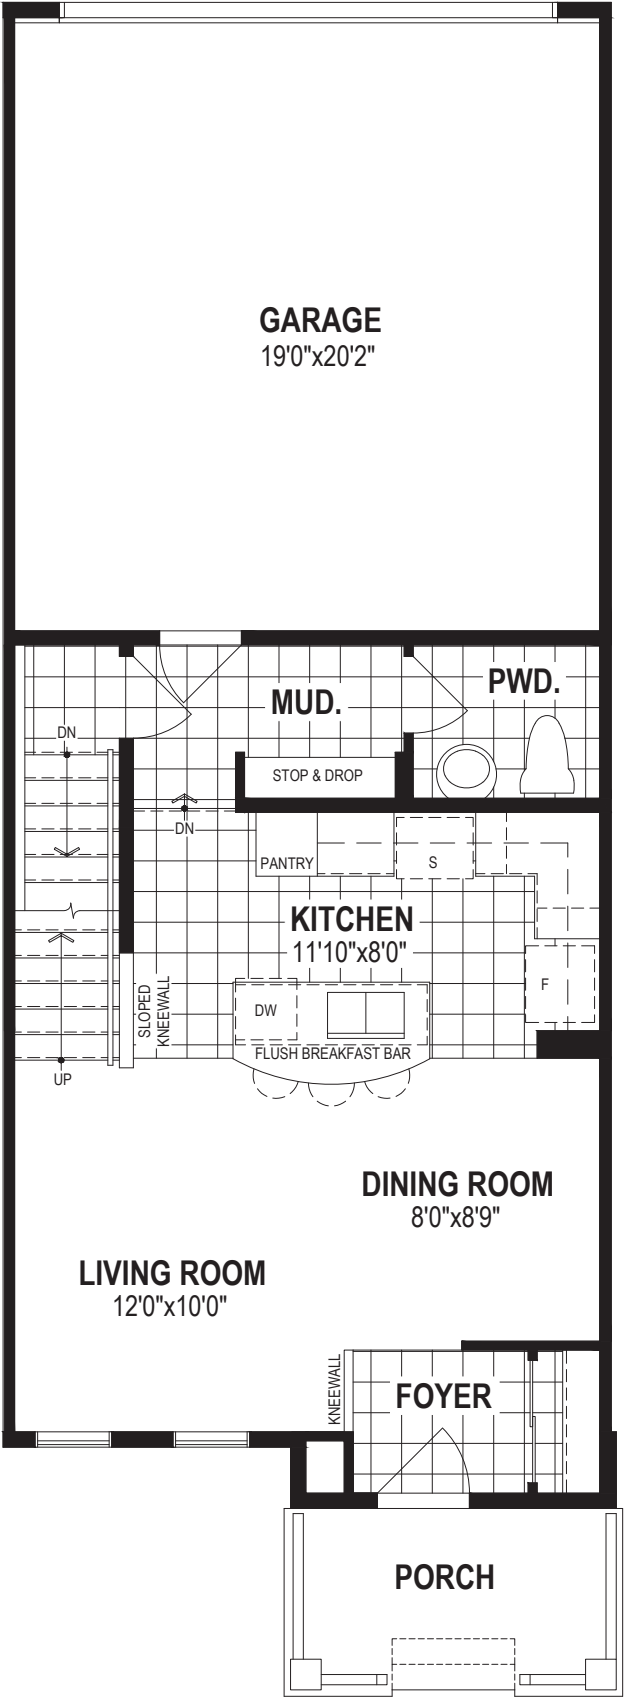 GARAGE
19'0"x20'2"
MUD.
PWD.
DN
STOP & DROP
DN
PANTRY
S
KITCHEN
11'10"x8'0"
SLOPED
KNEEWALL
DW
F
FLUSH BREAKFAST BAR
UP
DINING ROOM
8'0"x8'9"
LIVING ROOM
12'0"x10'0"
KNEEWALL
FOYER
PORCH